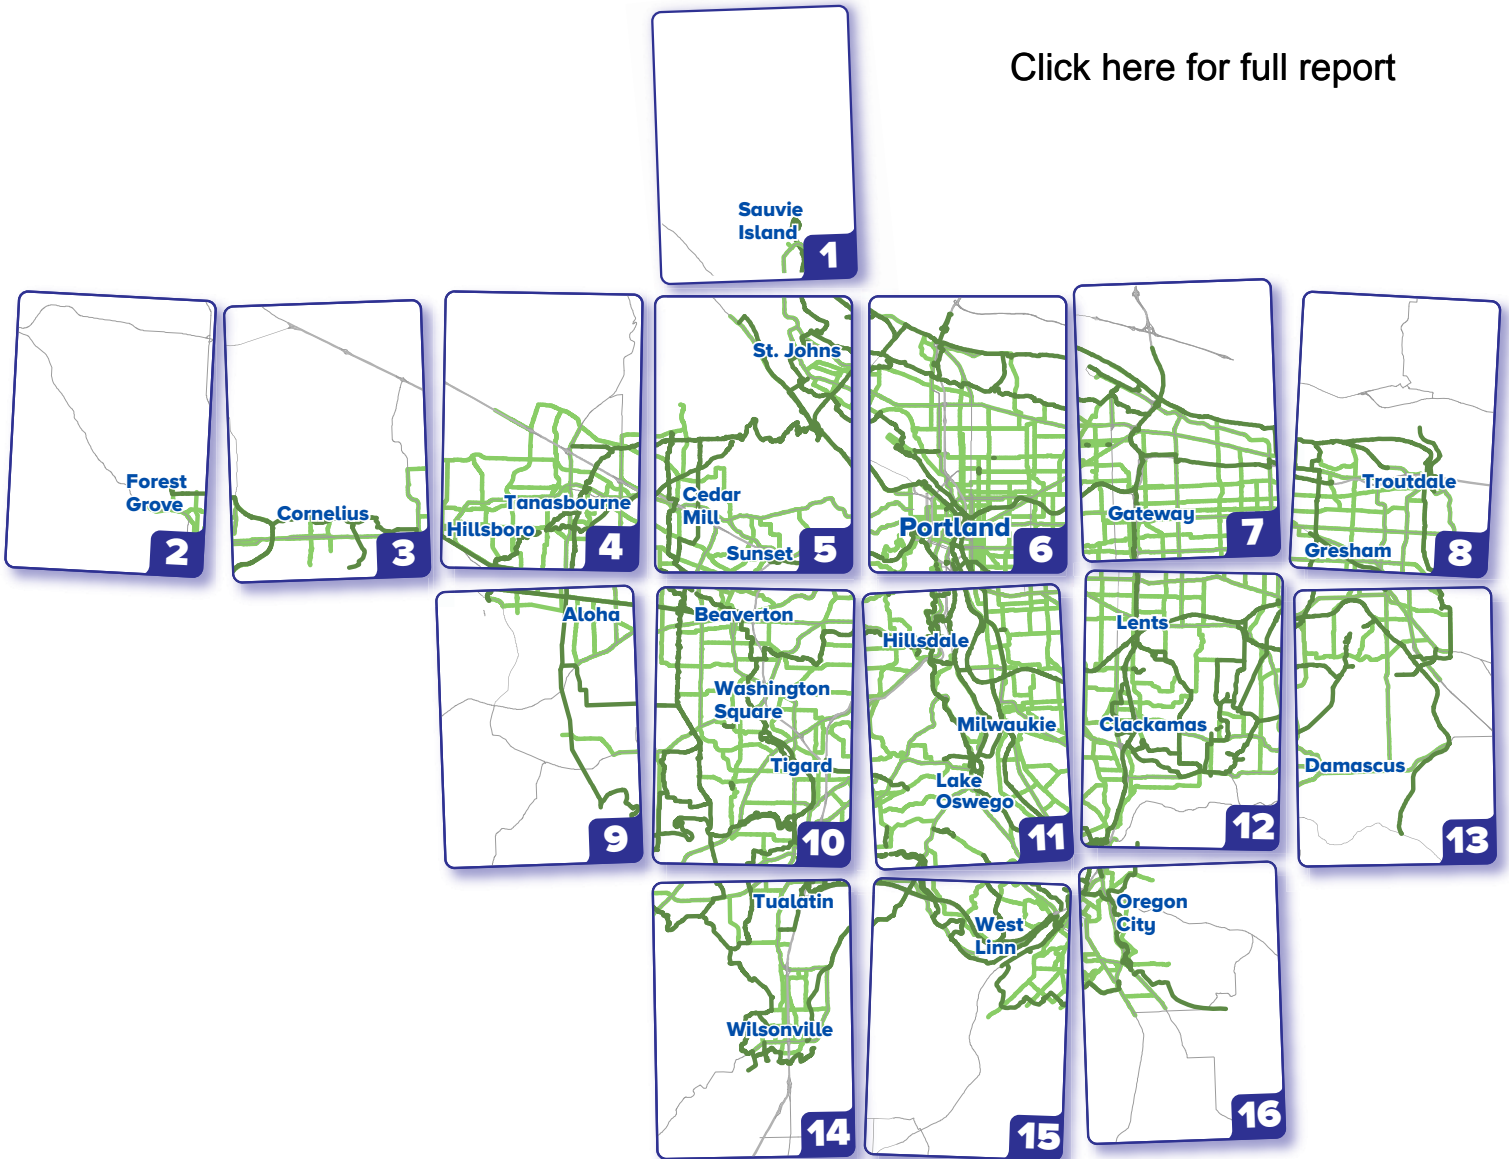 Click here for full report
Sauvie
Island
1
Forest
Grove
2
Cornelius
3
Tanasbourne
Hillsboro
4
St. Johns
Cedar
Mill
Sunset
5
Portland
6
Gateway
7
Troutdale
Gresham
8
Aloha
9
Beaverton
Washington
Square
Tigard
10
Hillsdale
Milwaukie
Lake
Oswego
11
Lents
Clackamas
12
Damascus
13
Tualatin
Wilsonville
14
West
Linn
15
Oregon
City
16